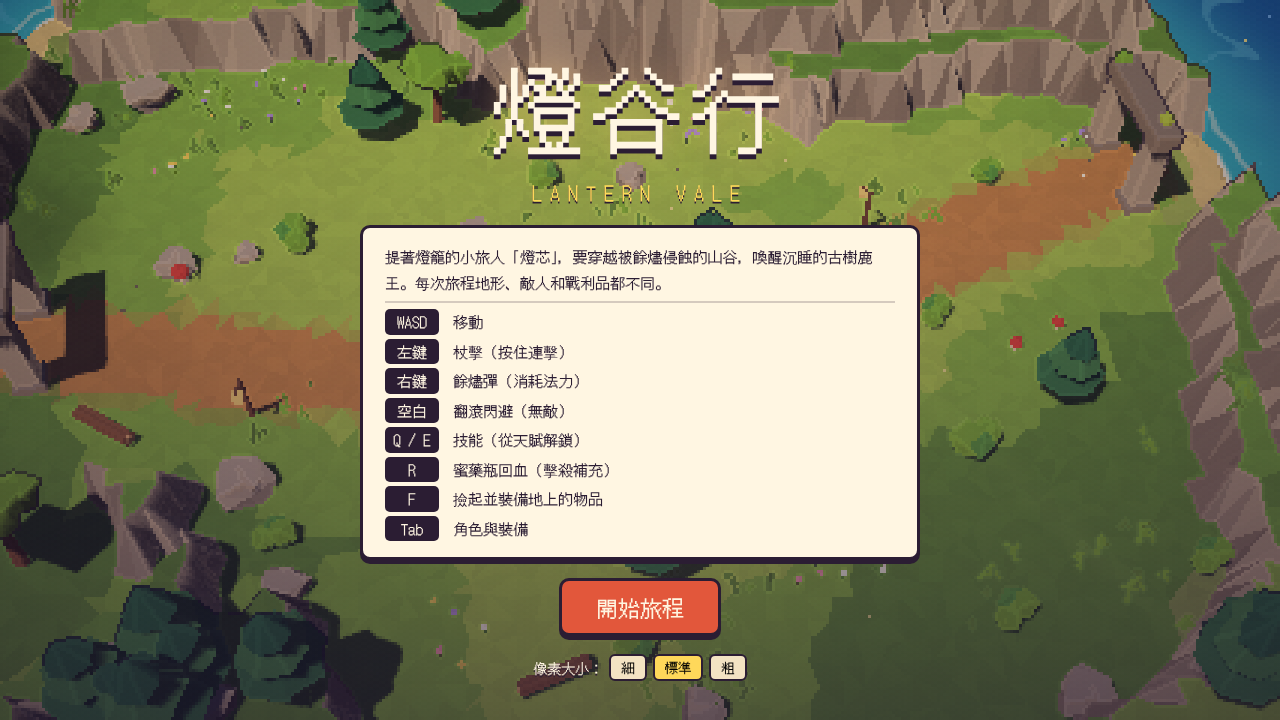 燈谷行
LANTERN VALE
提著燈籠的小旅人「燈芯」，要穿越被餘燼侵蝕的山谷，喚醒沉睡的古樹鹿
王。每次旅程地形、敵人和戰利品都不同。
WASD 移動
左鍵 杖擊（按住連擊）
右鍵 餘燼彈（消耗法力）
空白 翻滾閃避（無敵）
Q / E 技能（從天賦解鎖）
R 蜜藥瓶回血（擊殺補充）
F 撿起並裝備地上的物品
Tab 角色與裝備
開始旅程
像素大小： 細 標準 粗